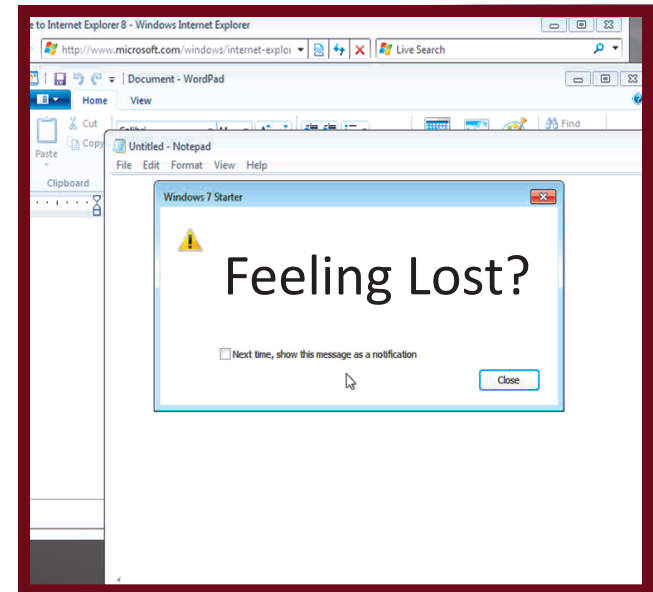 e to Internet Explorer 8 - Windows Internet Explorer
http://www.microsoft.com/windows/internet-explo
Live Search
Document - WordPad
Home View
Cut
Copy
Paste
Find
Clipboard
Untitled - Notepad
File Edit Format View Help
Windows 7 Starter
Feeling Lost?
Next time, show this message as a notification
Close